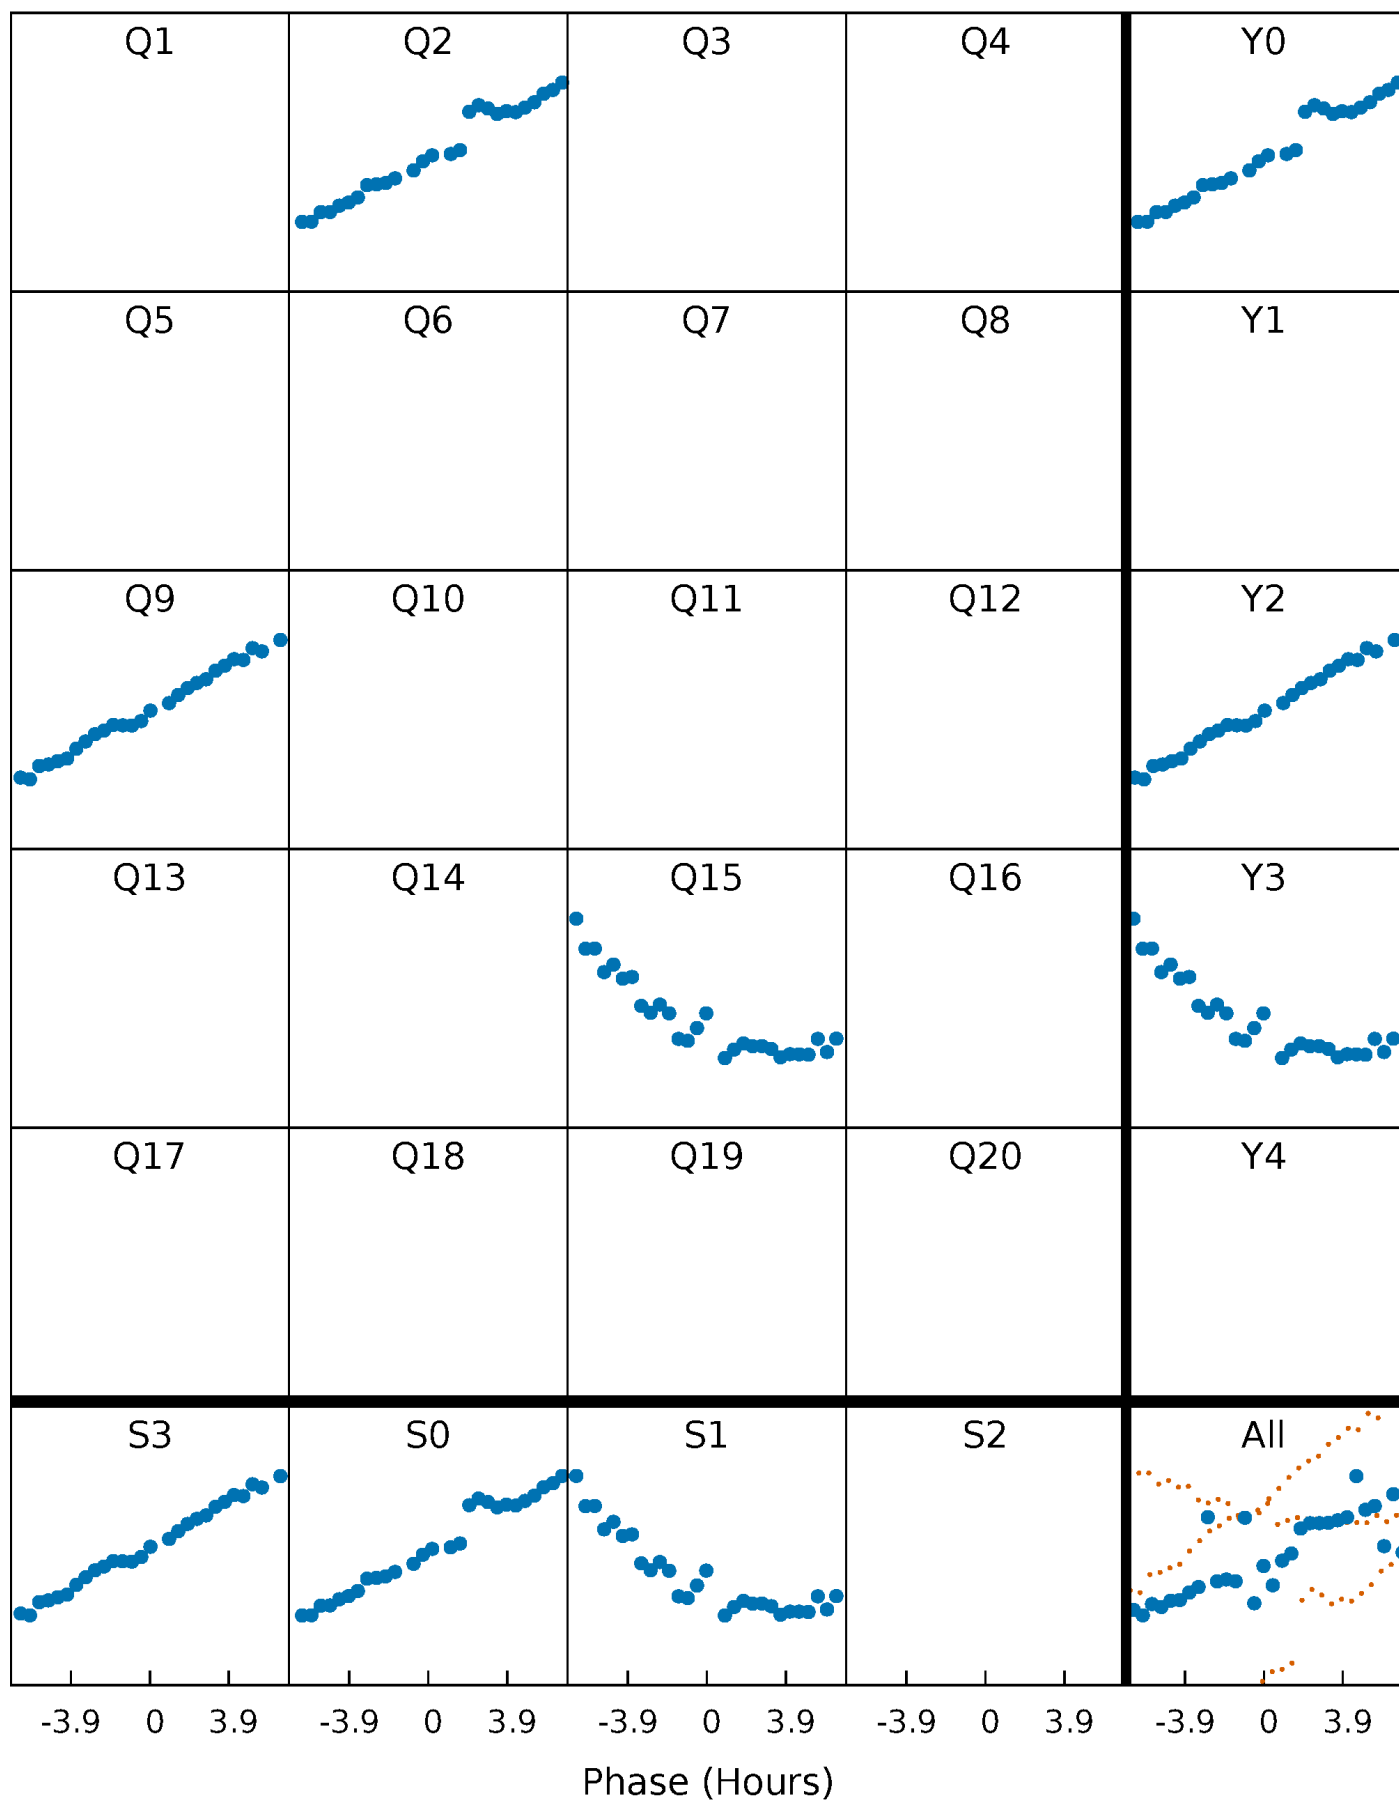 Q1 Q2 Q3 Q4 Y0
Q5 Q6 Q7 Q8 Y1
Q9 Q10 Q11 Q12 Y2
Q13 Q14 Q15 Q16 Y3
Q17 Q18 Q19 Q20 Y4
S3 S0 S1 S2 All
-3.9 0 3.9 -3.9 0 3.9 -3.9 0 3.9 -3.9 0 3.9 -3.9 0 3.9
Phase (Hours)